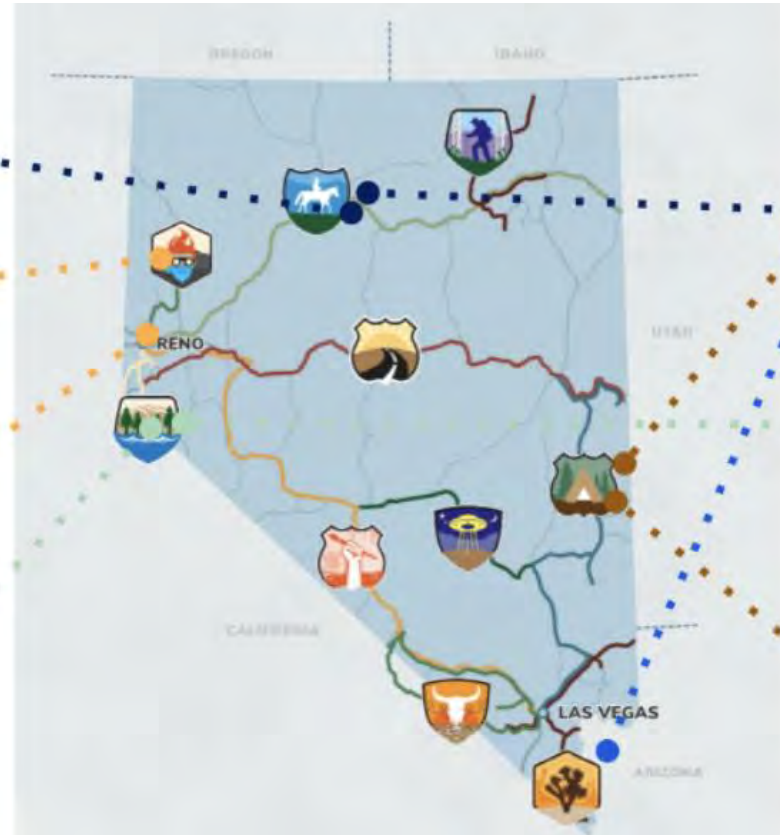 OREGON
IDAHO
RENO
UTAH
CALIFORNIA
LAS VEGAS
ARIZONA